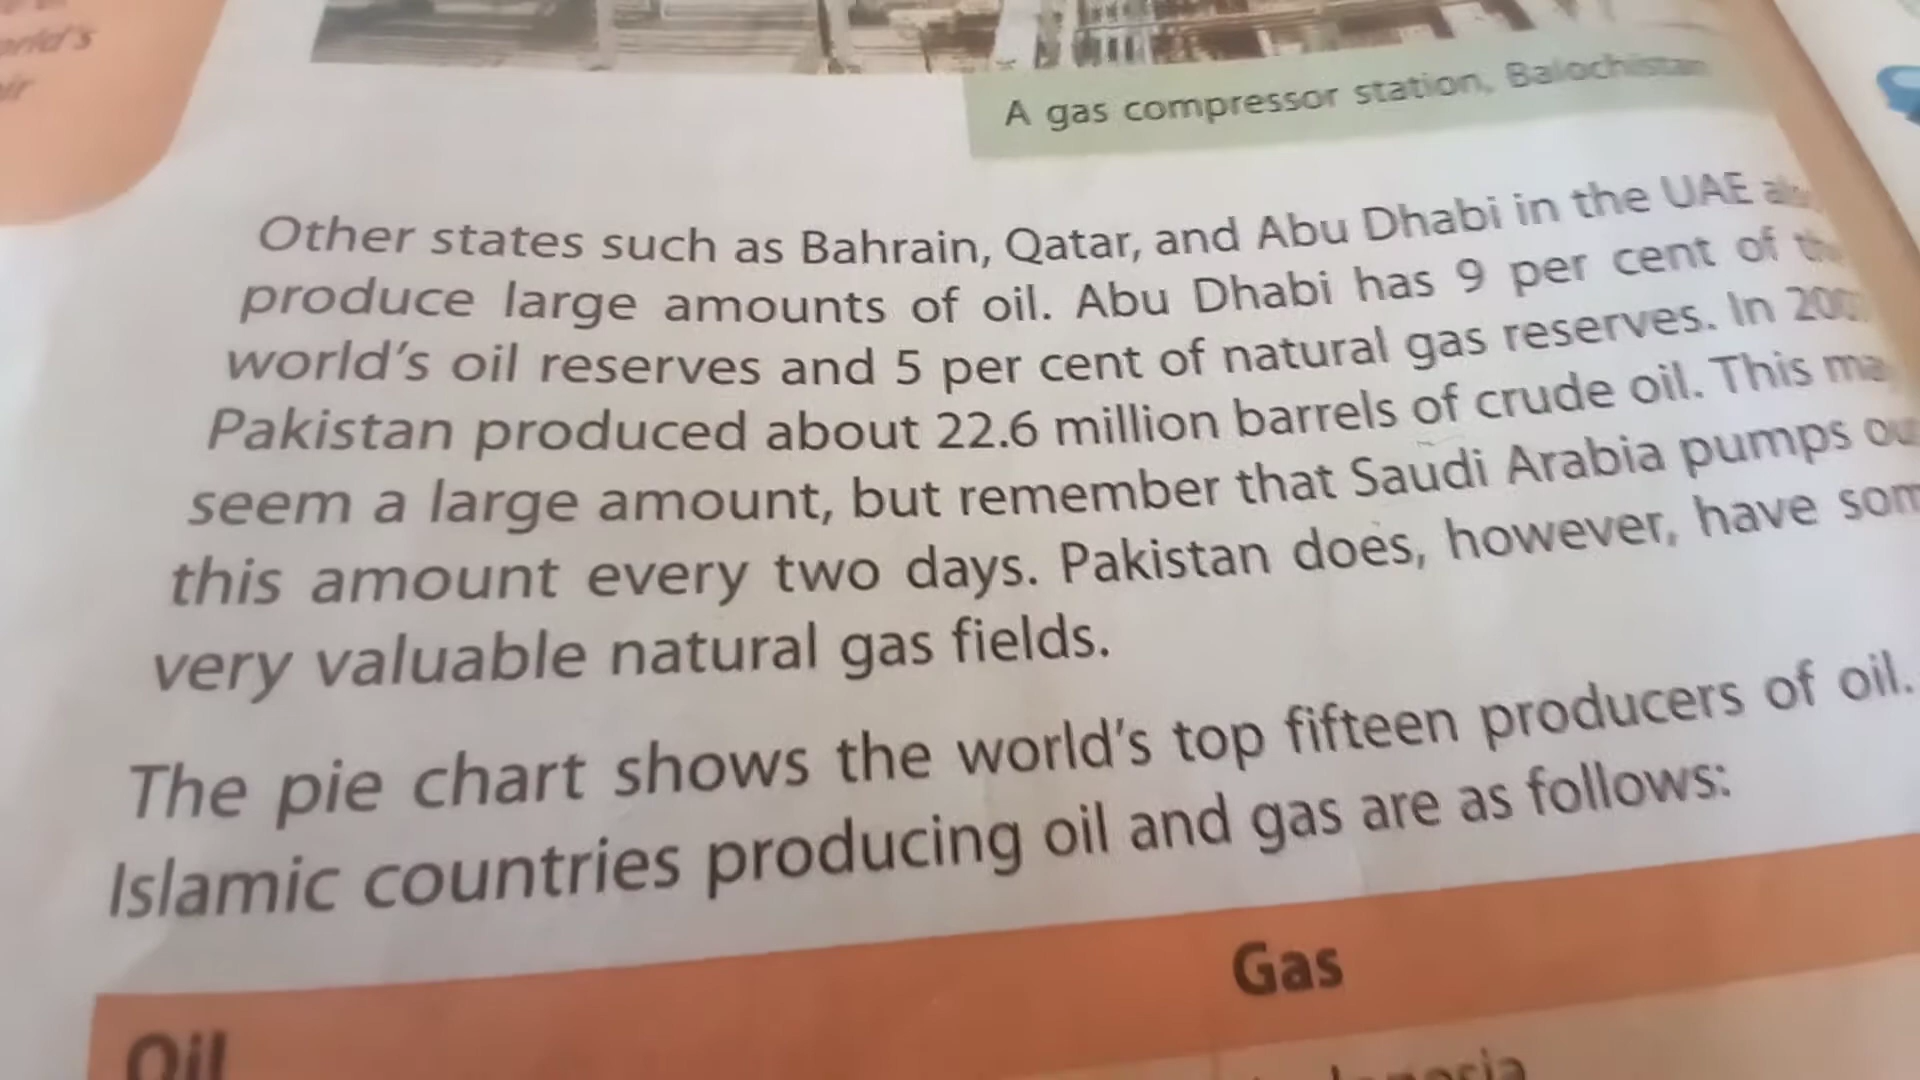 orld's
A gas compressor station, Balochistan
Other states such as Bahrain, Qatar, and Abu Dhabi in the UAE
produce large amounts of oil. Abu Dhabi has 9 per cent of
world's oil reserves and 5 per cent of natural gas reserves. In
Pakistan produced about 22.6 million barrels of crude oil. This
seem a large amount, but remember that Saudi Arabia pumps
this amount every two days. Pakistan does, however, have
very valuable natural gas fields.
The pie chart shows the world's top fifteen producers of oil.
Islamic countries producing oil and gas are as follows:
Gas
Oil